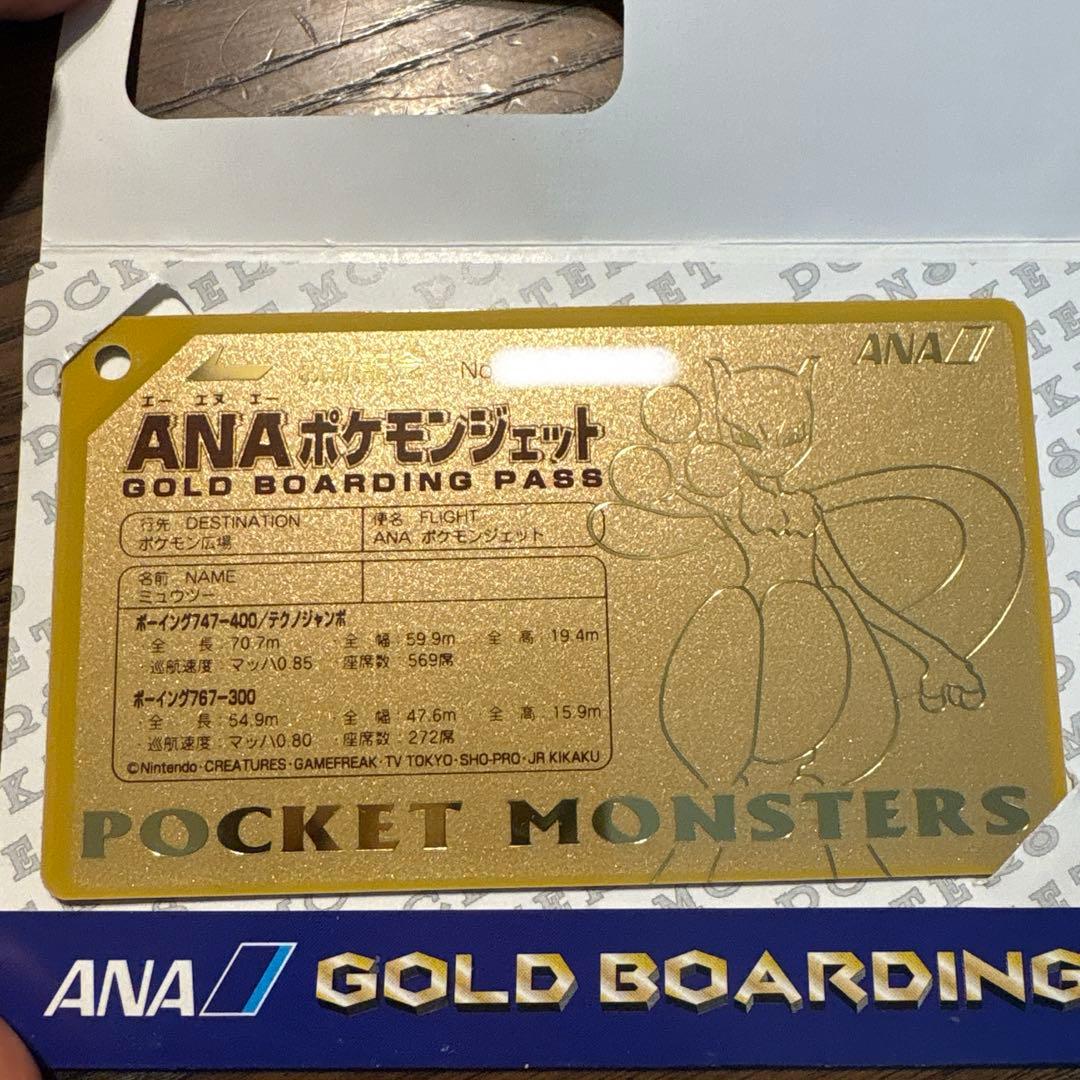 No
ANA
エー エヌ エー
ANAポケモンジェット
GOLD BOARDING PASS
行先 DESTINATION
ポケモン広場
便名 FLIGHT
ANA ポケモンジェット
名前 NAME
ミュウツー
ボーイング747-400/テクノジャンボ
・全長：70.7m ・全幅：59.9m ・全高：19.4m
・巡航速度：マッハ0.85 ・座席数：569席
ボーイング767-300
・全長：54.9m ・全幅：47.6m ・全高：15.9m
・巡航速度：マッハ0.80 ・座席数：272席
©Nintendo・CREATURES・GAMEFREAK・TV TOKYO・SHO-PRO・JR KIKAKU
POCKET MONSTERS
ANA GOLD BOARDING